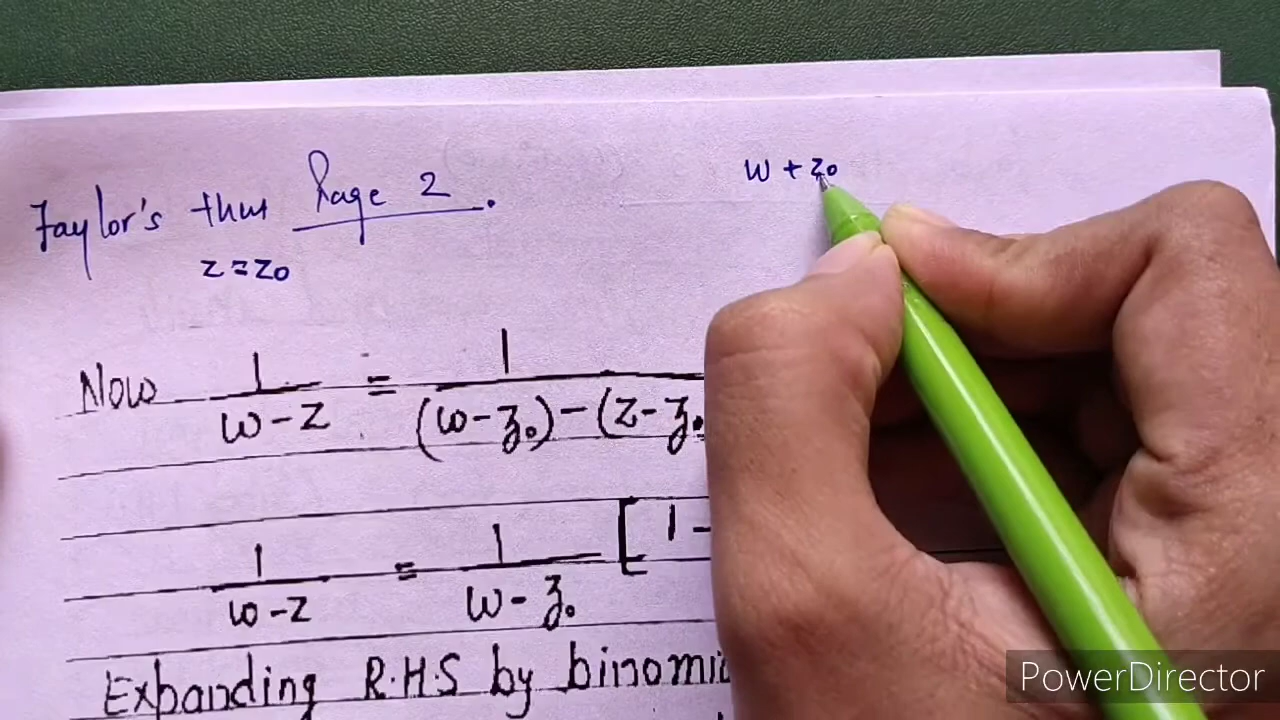 w + z0
Taylor's thm Page 2.
z = z0
Now 1/(w-z) = 1/((w-z₀)-(z-z₀
1/(w-z) = 1/(w-z₀) [1-
Expanding R.H.S by binomi
PowerDirector